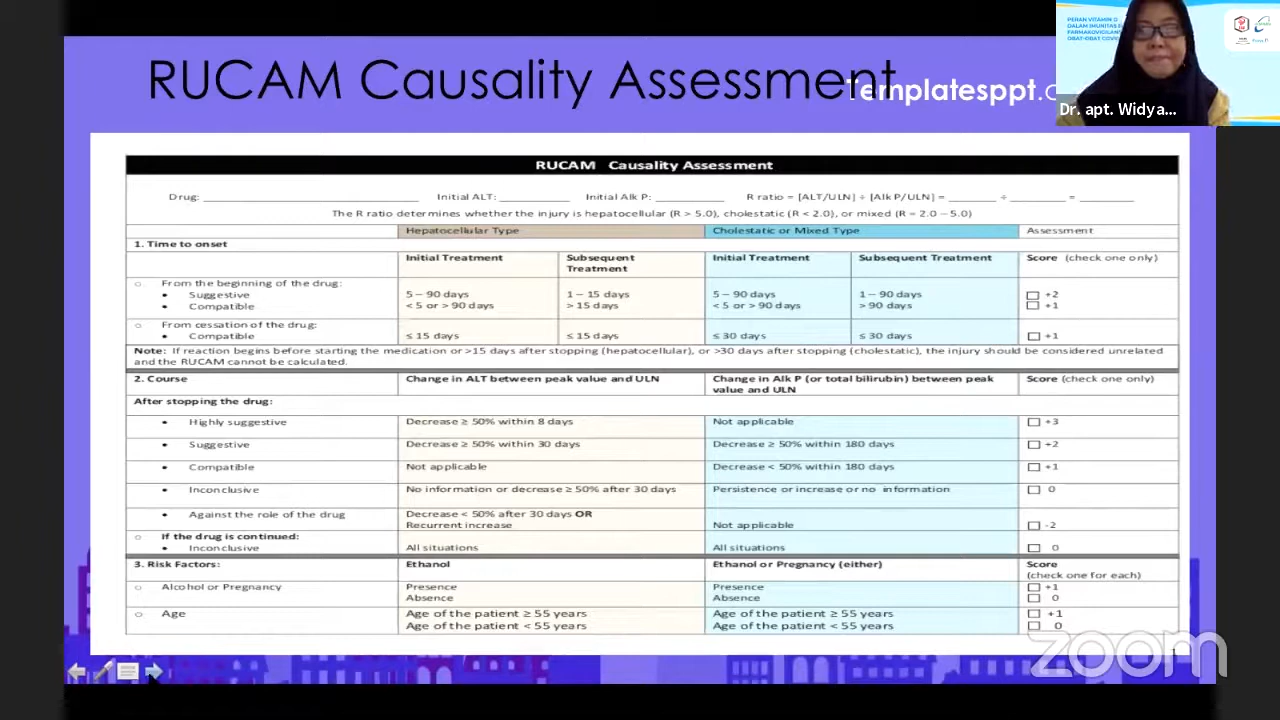 RUCAM Causality Assessment
Templatesppt.c
PERAN VITAMIN D
DALAM IMUNITAS
FARMAKOVIGILAN
OBAT-OBAT COVI
Dr. apt. Widya...
RUCAM Causality Assessment
Drug: Initial ALT: Initial Alk P: R ratio = [ALT/ULN] ÷ [Alk P/ULN] = ÷ =
The R ratio determines whether the injury is hepatocellular (R > 5.0), cholestatic (R < 2.0), or mixed (R = 2.0 – 5.0)
Hepatocellular Type Cholestatic or Mixed Type Assessment
1. Time to onset
Initial Treatment Subsequent Treatment Initial Treatment Subsequent Treatment Score (check one only)
From the beginning of the drug:
Suggestive 5 – 90 days 1 – 15 days 5 – 90 days 1 – 90 days +2
Compatible < 5 or > 90 days > 15 days < 5 or > 90 days > 90 days +1
From cessation of the drug:
Compatible ≤ 15 days ≤ 15 days ≤ 30 days ≤ 30 days +1
Note: If reaction begins before starting the medication or >15 days after stopping (hepatocellular), or >30 days after stopping (cholestatic), the injury should be considered unrelated
and the RUCAM cannot be calculated.
2. Course Change in ALT between peak value and ULN Change in Alk P (or total bilirubin) between peak value and ULN Score (check one only)
After stopping the drug:
Highly suggestive Decrease ≥ 50% within 8 days Not applicable +3
Suggestive Decrease ≥ 50% within 30 days Decrease ≥ 50% within 180 days +2
Compatible Not applicable Decrease < 50% within 180 days +1
Inconclusive No information or decrease ≥ 50% after 30 days Persistence or increase or no information 0
Against the role of the drug Decrease < 50% after 30 days OR
Recurrent increase Not applicable -2
If the drug is continued:
Inconclusive All situations All situations 0
3. Risk Factors: Ethanol Ethanol or Pregnancy (either) Score
(check one for each)
Alcohol or Pregnancy Presence Presence +1
Absence Absence 0
Age Age of the patient ≥ 55 years Age of the patient ≥ 55 years +1
Age of the patient < 55 years Age of the patient < 55 years 0
zoom